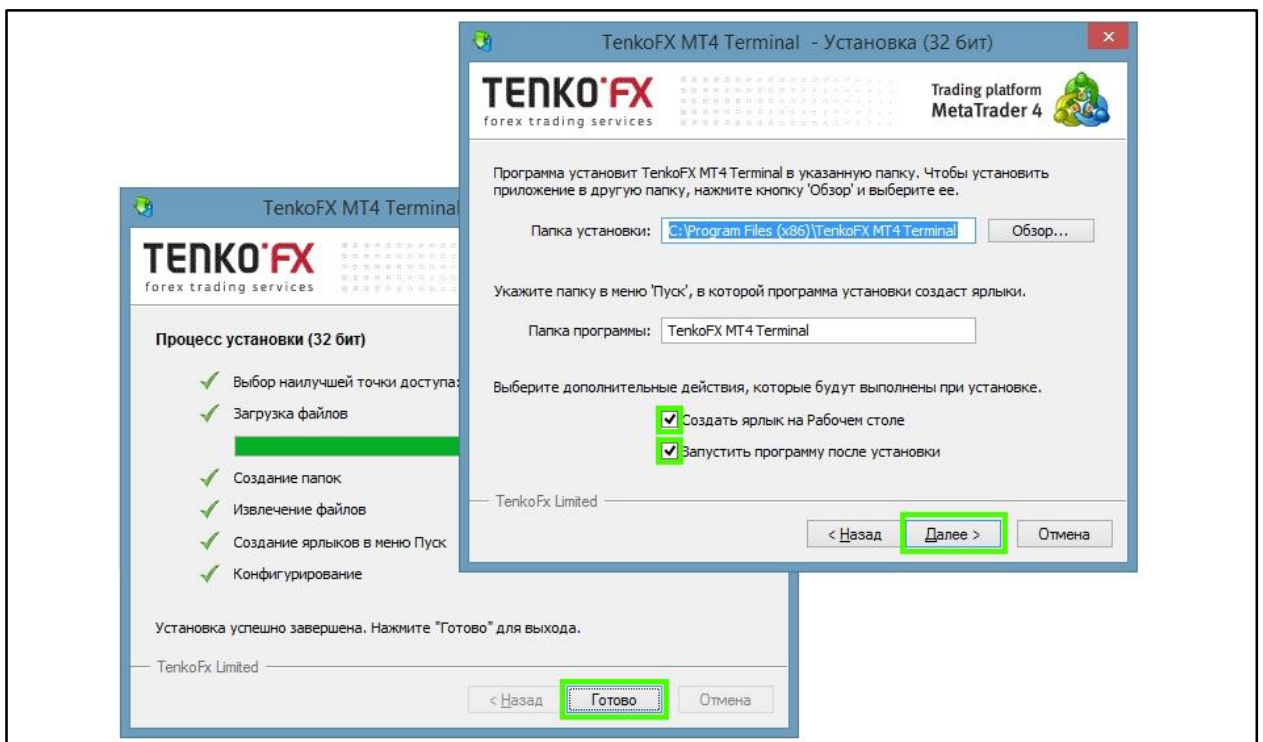 TenkoFX MT4 Terminal - Установка (32 бит)
TENKO FX
forex trading services
Trading platform
MetaTrader 4
Программа установит TenkoFX MT4 Terminal в указанную папку. Чтобы установить
приложение в другую папку, нажмите кнопку 'Обзор' и выберите ее.
Папка установки: C:\Program Files (x86)\TenkoFX MT4 Terminal Обзор...
Укажите папку в меню 'Пуск', в которой программа установки создаст ярлыки.
Папка программы: TenkoFX MT4 Terminal
Выберите дополнительные действия, которые будут выполнены при установке.
Создать ярлык на Рабочем столе
Запустить программу после установки
TenkoFx Limited
< Назад Далее > Отмена
TenkoFX MT4 Terminal
TENKO FX
forex trading services
Процесс установки (32 бит)
Выбор наилучшей точки доступа:
Загрузка файлов
Создание папок
Извлечение файлов
Создание ярлыков в меню Пуск
Конфигурирование
Установка успешно завершена. Нажмите "Готово" для выхода.
TenkoFx Limited
< Назад Готово Отмена